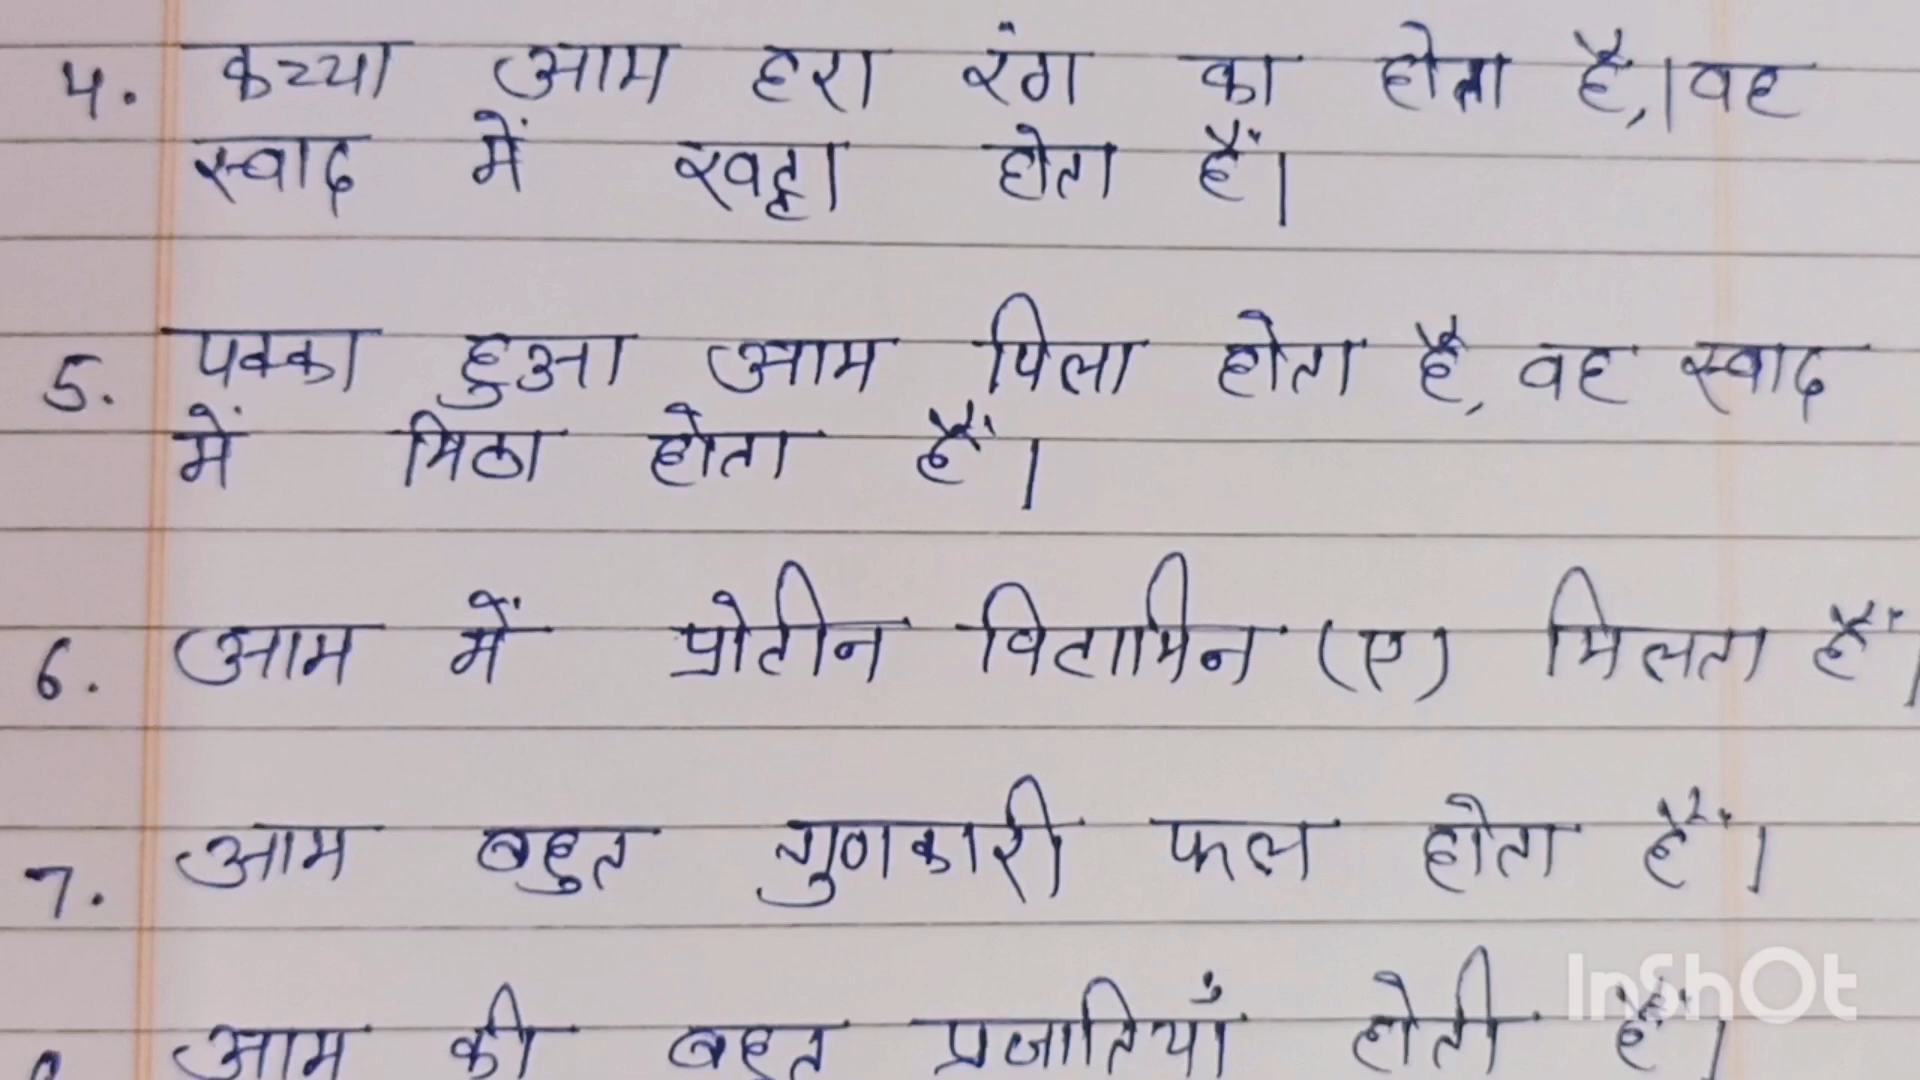 4. कच्चा आम हरा रंग का होता है,। वह
स्वाद में खट्टा होता हैं।
5. पक्का हुआ आम पिला होता है, वह स्वाद
में मिठा होता हैं।
6. आम में प्रोटीन विटामिन (ए) मिलता हैं।
7. आम बहुत गुणकारी फल होता हैं।
आम की बहुत प्रजातियाँ होती हैं।
InShOt